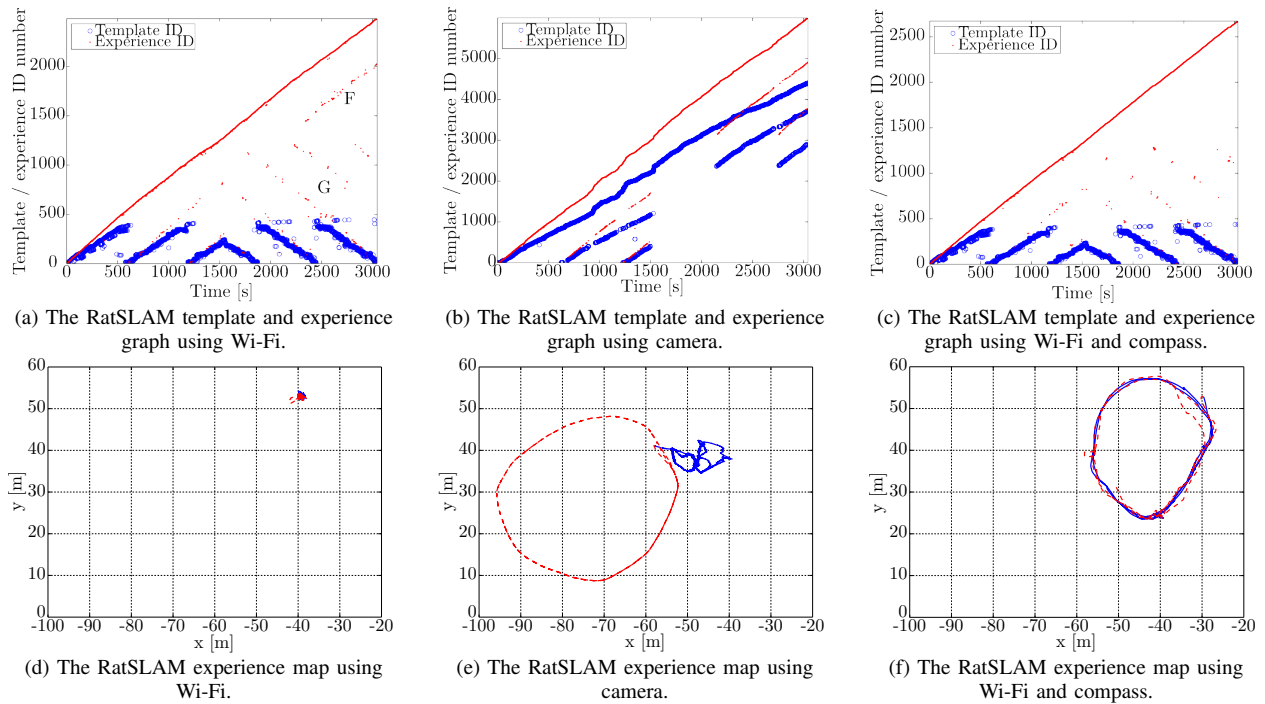 Template / experience ID number
Template ID
Experience ID
2000
1500
1000
500
0
F
G
0 500 1000 1500 2000 2500 3000
Time [s]
(a) The RatSLAM template and experience
graph using Wi-Fi.
Template / experience ID number
Template ID
Experience ID
5000
4000
3000
2000
1000
0
0 500 1000 1500 2000 2500 3000
Time [s]
(b) The RatSLAM template and experience
graph using camera.
Template / experience ID number
Template ID
Experience ID
2500
2000
1500
1000
500
0
0 500 1000 1500 2000 2500 3000
Time [s]
(c) The RatSLAM template and experience
graph using Wi-Fi and compass.
y [m]
60
50
40
30
20
10
0
-100 -90 -80 -70 -60 -50 -40 -30 -20
x [m]
(d) The RatSLAM experience map using
Wi-Fi.
y [m]
60
50
40
30
20
10
0
-100 -90 -80 -70 -60 -50 -40 -30 -20
x [m]
(e) The RatSLAM experience map using
camera.
y [m]
60
50
40
30
20
10
0
-100 -90 -80 -70 -60 -50 -40 -30 -20
x [m]
(f) The RatSLAM experience map using
Wi-Fi and compass.